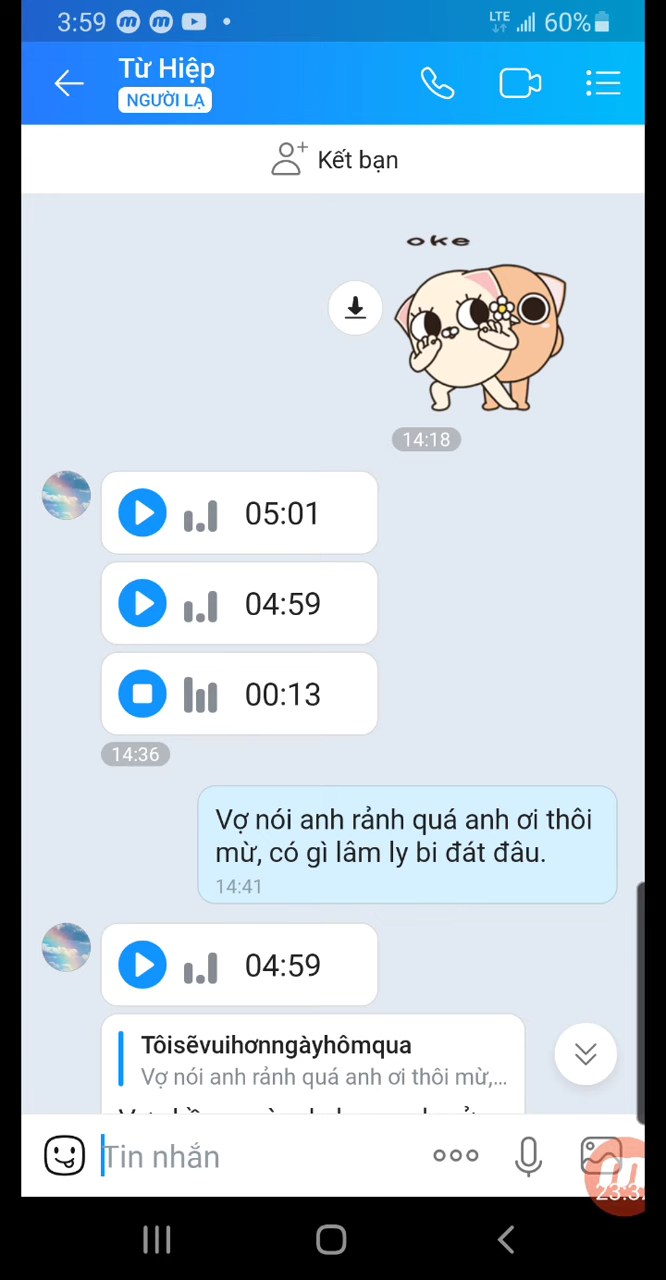 3:59
LTE
60%
Từ Hiệp
NGƯỜI LẠ
Kết bạn
oke
14:18
05:01
04:59
00:13
14:36
Vợ nói anh rảnh quá anh ơi thôi
mừ, có gì lâm ly bi đát đâu.
14:41
04:59
Tôisẽvuihơnngàyhômqua
Vợ nói anh rảnh quá anh ơi thôi mừ,...
Tin nhắn